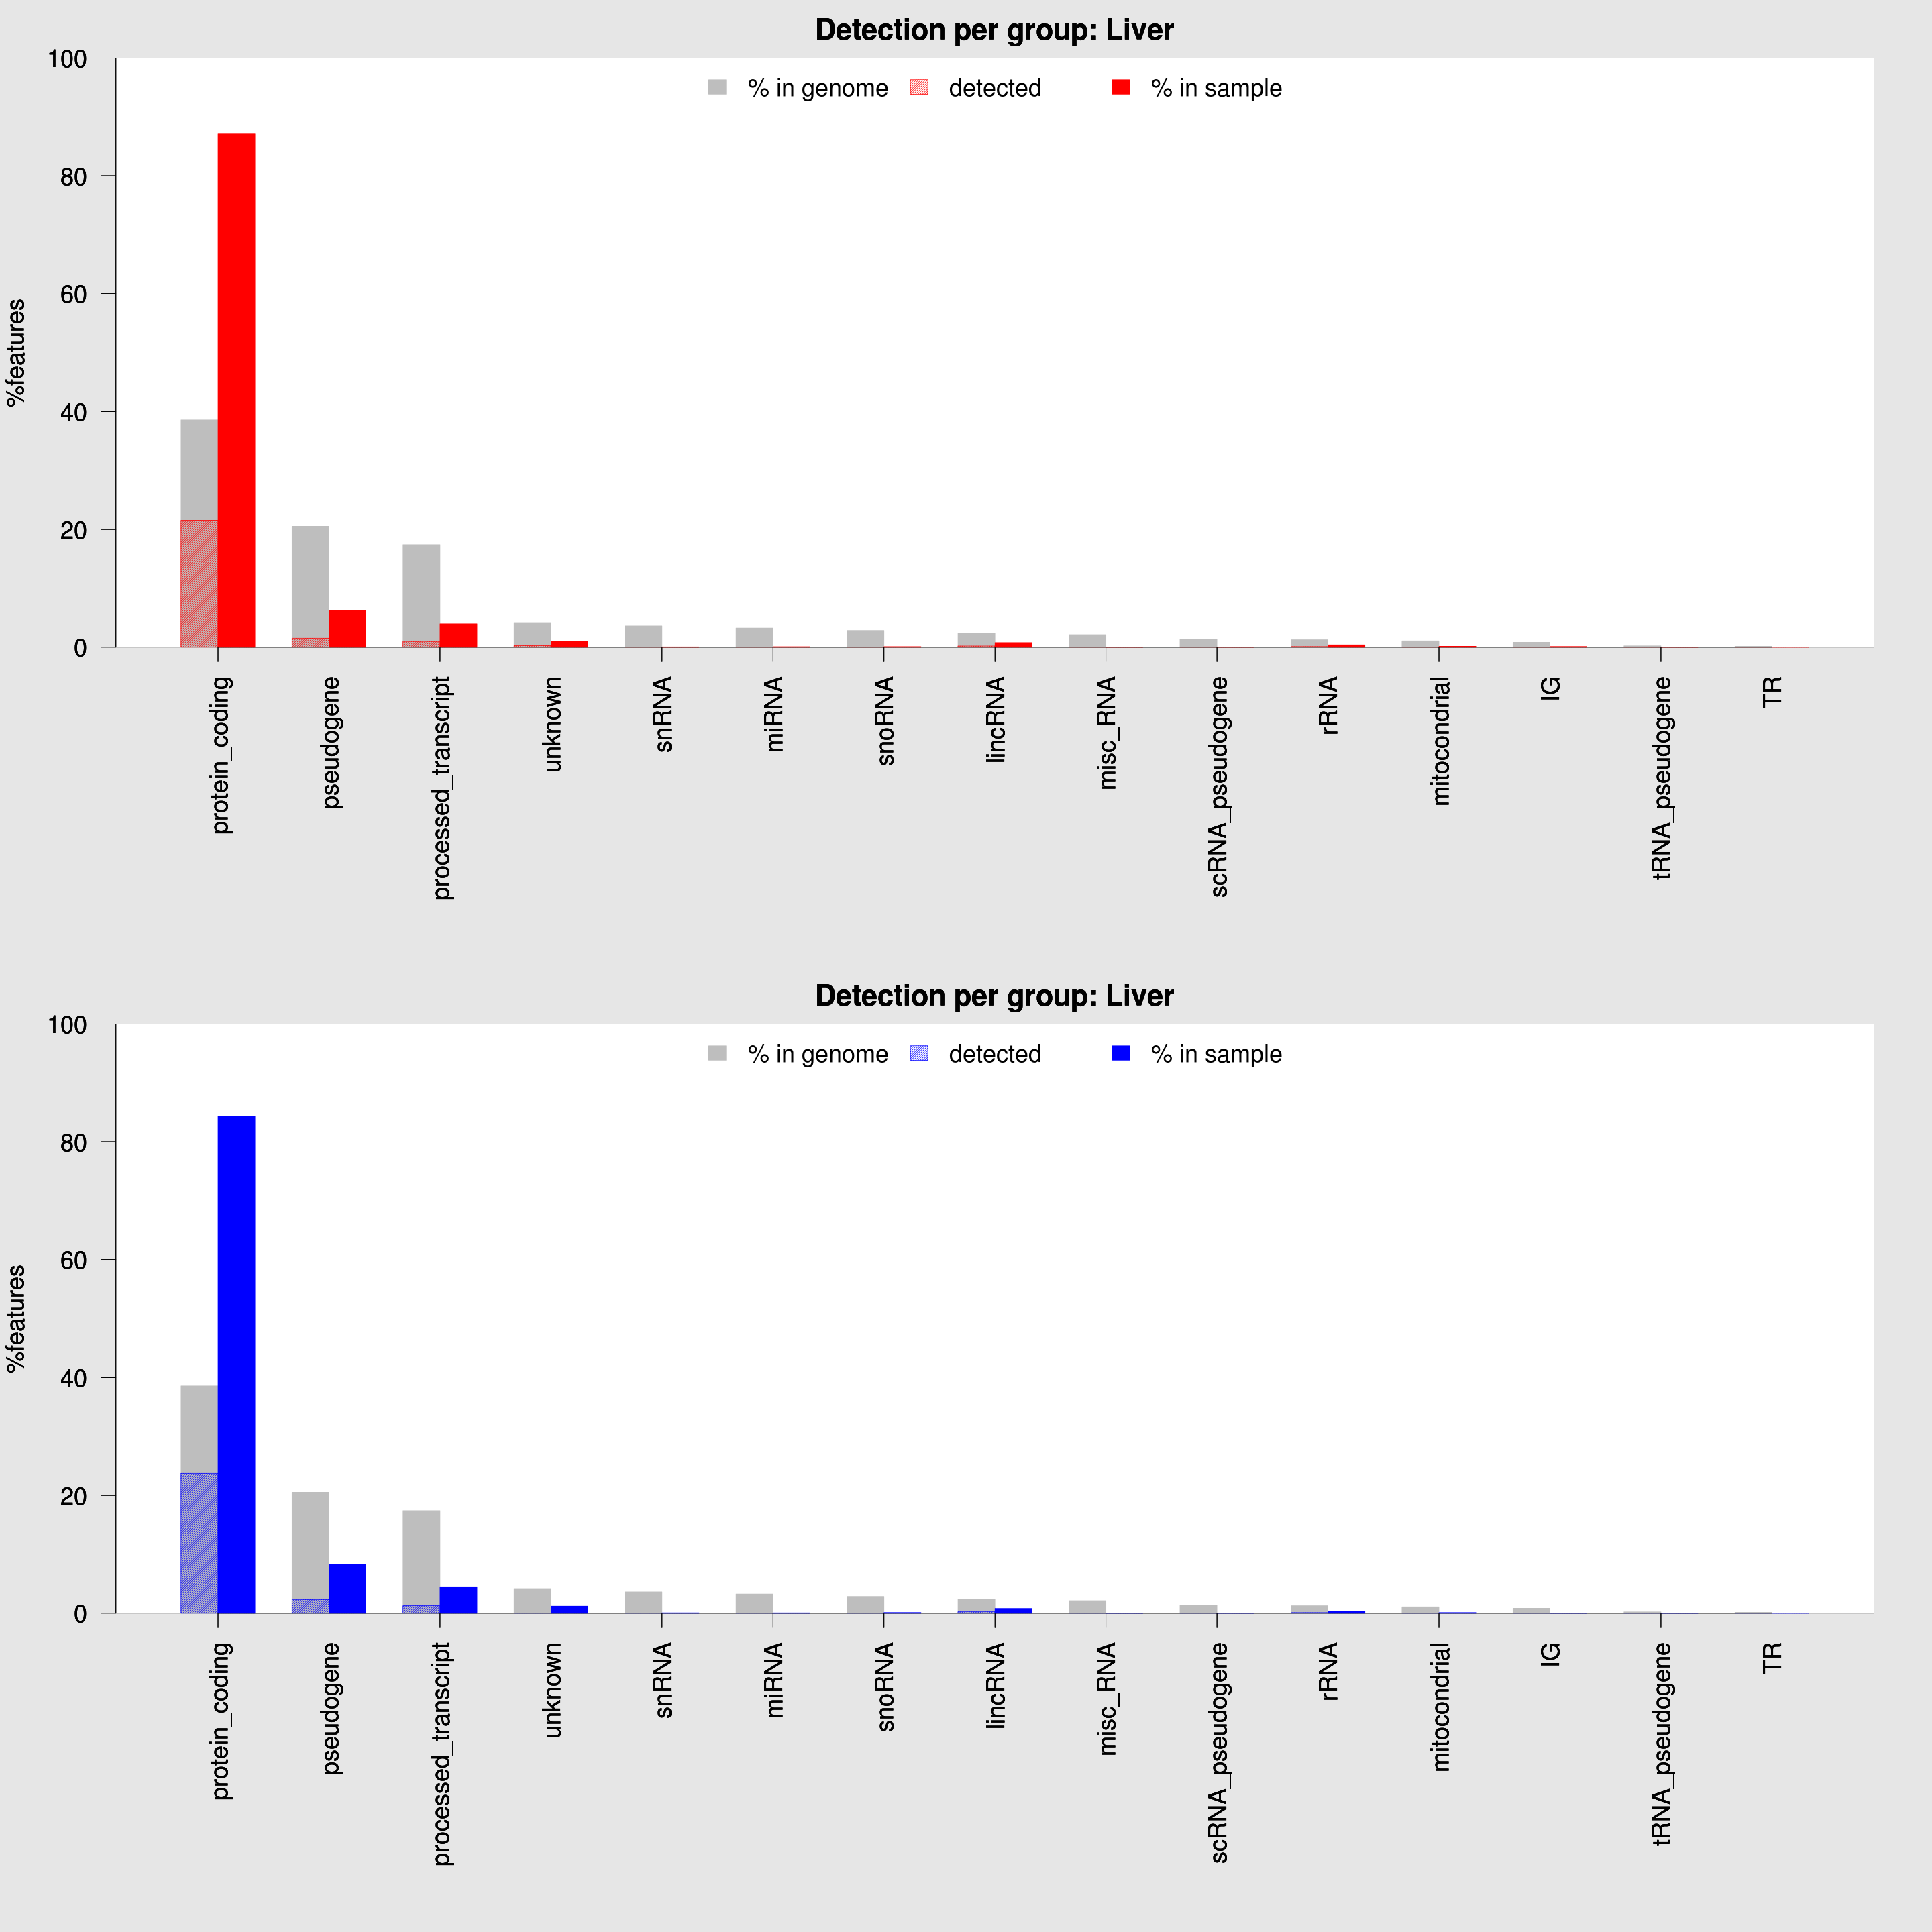 Detection per group: Liver
% in genome detected % in sample
%features
100
80
60
40
20
0
protein_coding
pseudogene
processed_transcript
unknown
snRNA
miRNA
snoRNA
lincRNA
misc_RNA
scRNA_pseudogene
rRNA
mitocondrial
IG
tRNA_pseudogene
TR
Detection per group: Liver
% in genome detected % in sample
%features
100
80
60
40
20
0
protein_coding
pseudogene
processed_transcript
unknown
snRNA
miRNA
snoRNA
lincRNA
misc_RNA
scRNA_pseudogene
rRNA
mitocondrial
IG
tRNA_pseudogene
TR